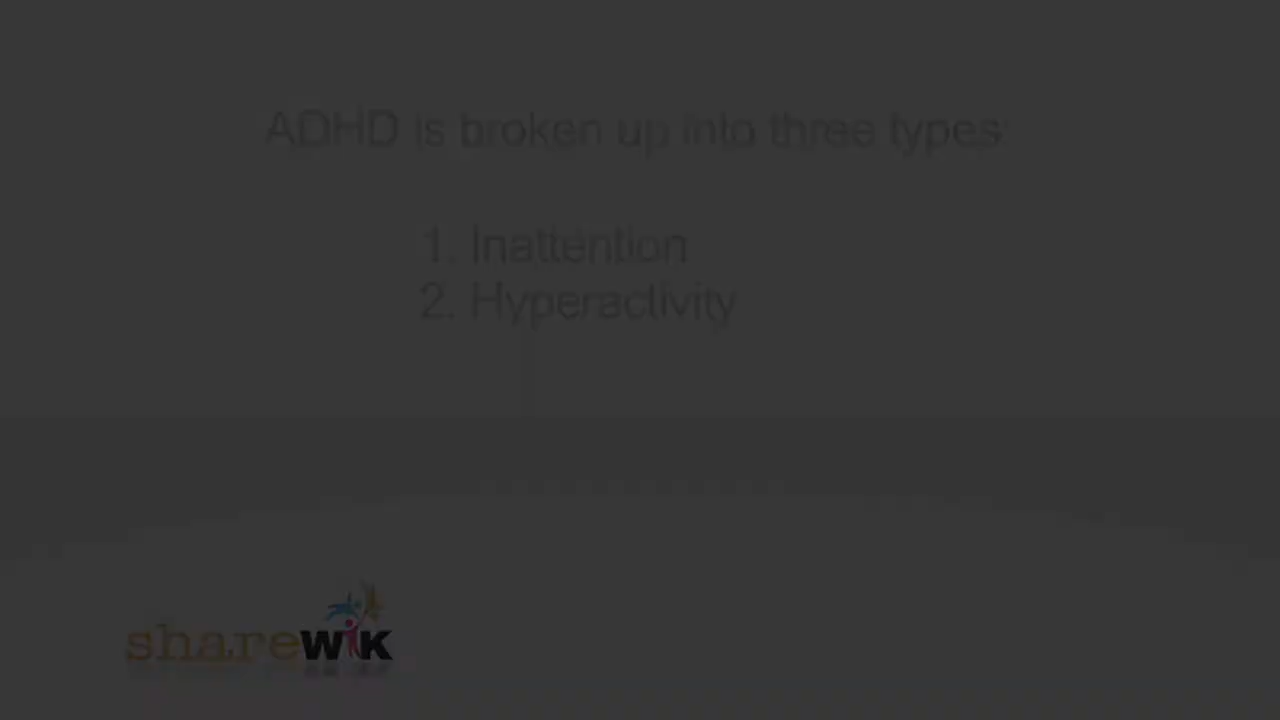 ADHD is broken up into three types:
1. Inattention
2. Hyperactivity
sharewik